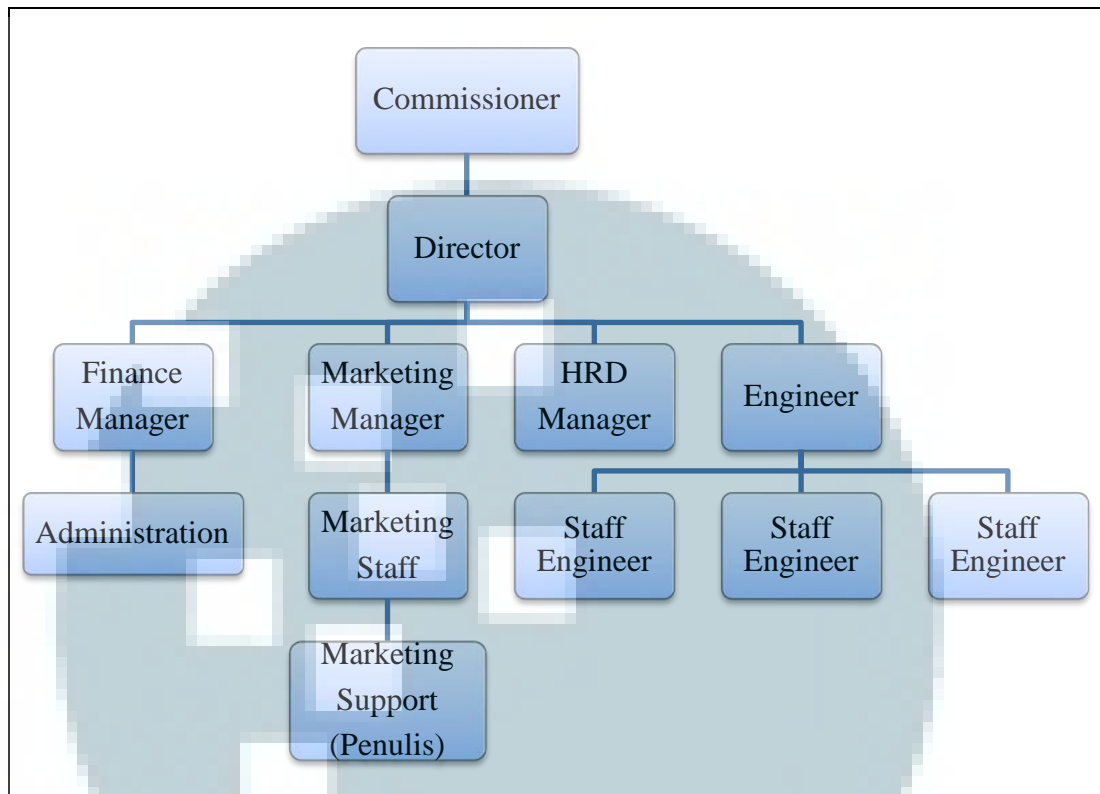 Commissioner
Director
Finance
Manager
Marketing
Manager
HRD
Manager
Engineer
Administration
Marketing
Staff
Staff
Engineer
Staff
Engineer
Staff
Engineer
Marketing
Support
(Penulis)